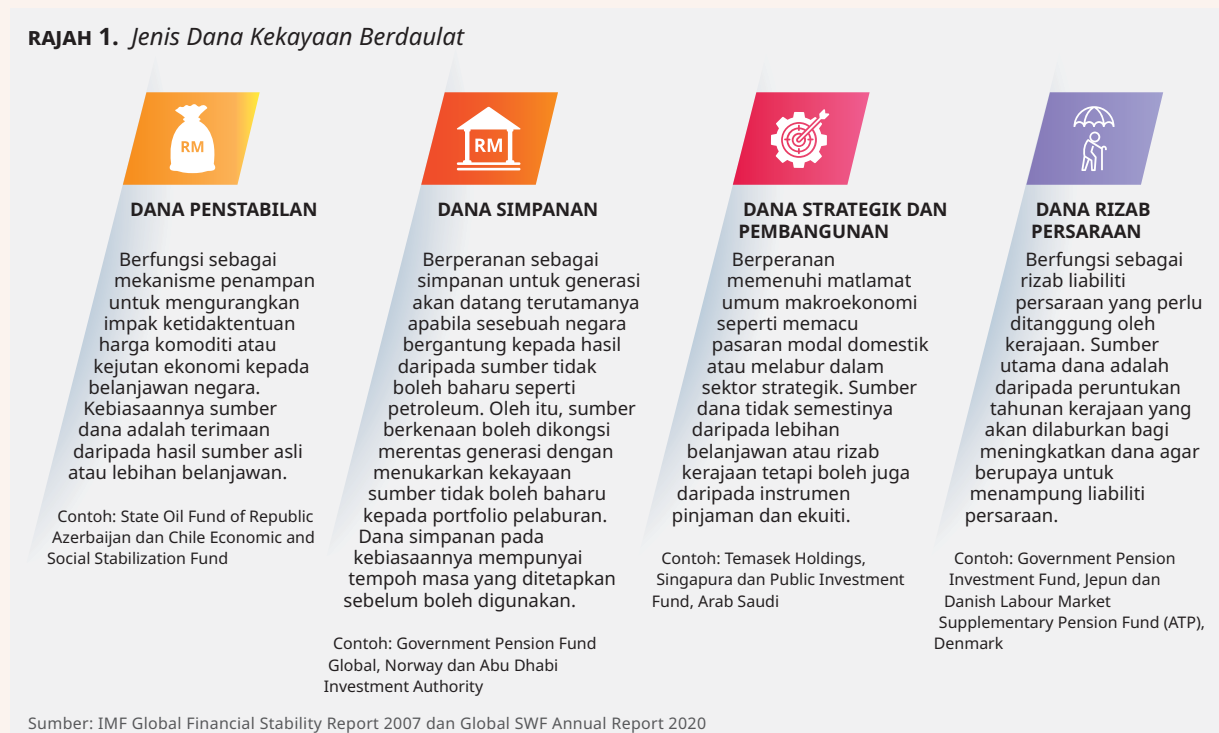 RAJAH 1. Jenis Dana Kekayaan Berdaulat
RM
DANA PENSTABILAN
Berfungsi sebagai
mekanisme penampan
untuk mengurangkan
impak ketidaktentuan
harga komoditi atau
kejutan ekonomi kepada
belanjawan negara.
Kebiasaannya sumber
dana adalah terimaan
daripada hasil sumber asli
atau lebihan belanjawan.
Contoh: State Oil Fund of Republic
Azerbaijan dan Chile Economic and
Social Stabilization Fund
RM
DANA SIMPANAN
Berperanan sebagai
simpanan untuk generasi
akan datang terutamanya
apabila sesebuah negara
bergantung kepada hasil
daripada sumber tidak
boleh baharu seperti
petroleum. Oleh itu, sumber
berkenaan boleh dikongsi
merentas generasi dengan
menukarkan kekayaan
sumber tidak boleh baharu
kepada portfolio pelaburan.
Dana simpanan pada
kebiasaannya mempunyai
tempoh masa yang ditetapkan
sebelum boleh digunakan.
Contoh: Government Pension Fund
Global, Norway dan Abu Dhabi
Investment Authority
DANA STRATEGIK DAN
PEMBANGUNAN
Berperanan
memenuhi matlamat
umum makroekonomi
seperti memacu
pasaran modal domestik
atau melabur dalam
sektor strategik. Sumber
dana tidak semestinya
daripada lebihan
belanjawan atau rizab
kerajaan tetapi boleh juga
daripada instrumen
pinjaman dan ekuiti.
Contoh: Temasek Holdings,
Singapura dan Public Investment
Fund, Arab Saudi
DANA RIZAB
PERSARAAN
Berfungsi sebagai
rizab liabiliti
persaraan yang perlu
ditanggung oleh
kerajaan. Sumber
utama dana adalah
daripada peruntukan
tahunan kerajaan yang
akan dilaburkan bagi
meningkatkan dana agar
berupaya untuk
menampung liabiliti
persaraan.
Contoh: Government Pension
Investment Fund, Jepun dan
Danish Labour Market
Supplementary Pension Fund (ATP),
Denmark
Sumber: IMF Global Financial Stability Report 2007 dan Global SWF Annual Report 2020